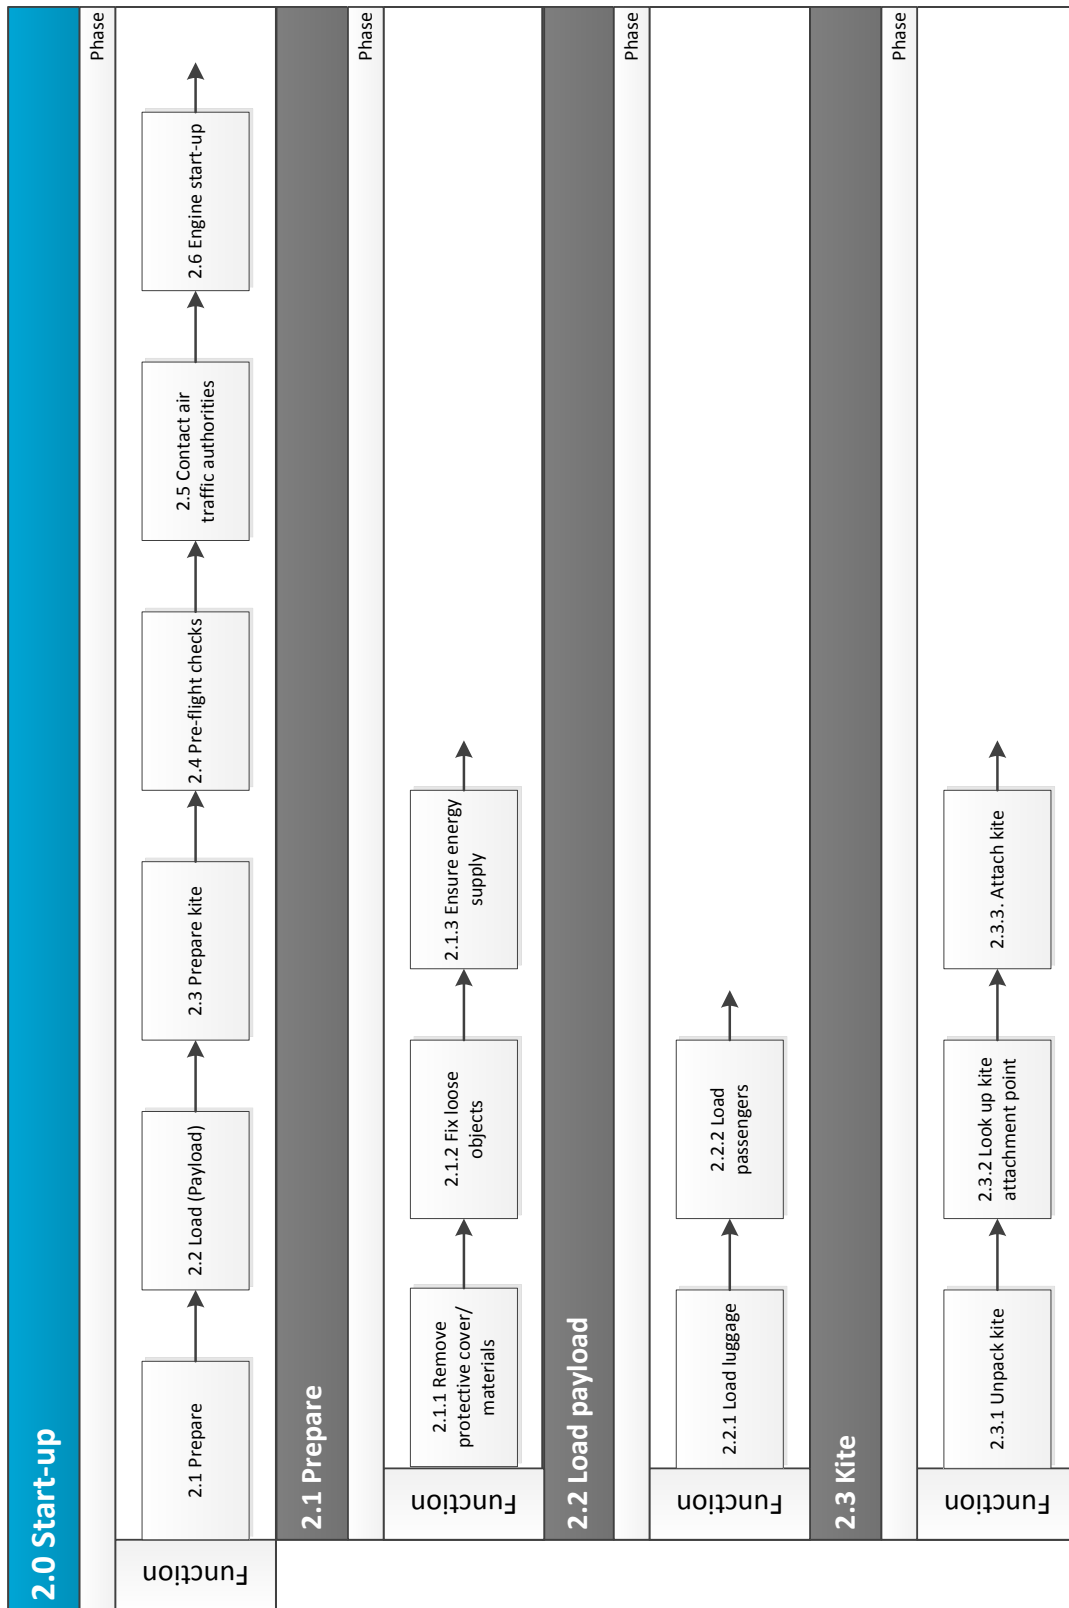 2.0 Start-up
Phase
Function
2.1 Prepare
2.2 Load (Payload)
2.3 Prepare kite
2.4 Pre-flight checks
2.5 Contact air
traffic authorities
2.6 Engine start-up
2.1 Prepare
Phase
Function
2.1.1 Remove
protective cover/
materials
2.1.2 Fix loose
objects
2.1.3 Ensure energy
supply
2.2 Load payload
Phase
Function
2.2.1 Load luggage
2.2.2 Load
passengers
2.3 Kite
Phase
Function
2.3.1 Unpack kite
2.3.2 Look up kite
attachment point
2.3.3. Attach kite